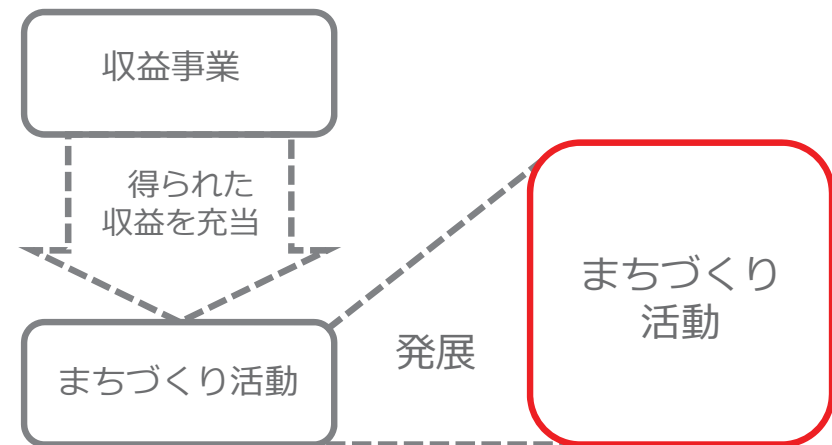 収益事業
得られた
収益を充当
まちづくり活動
発展
まちづくり
活動